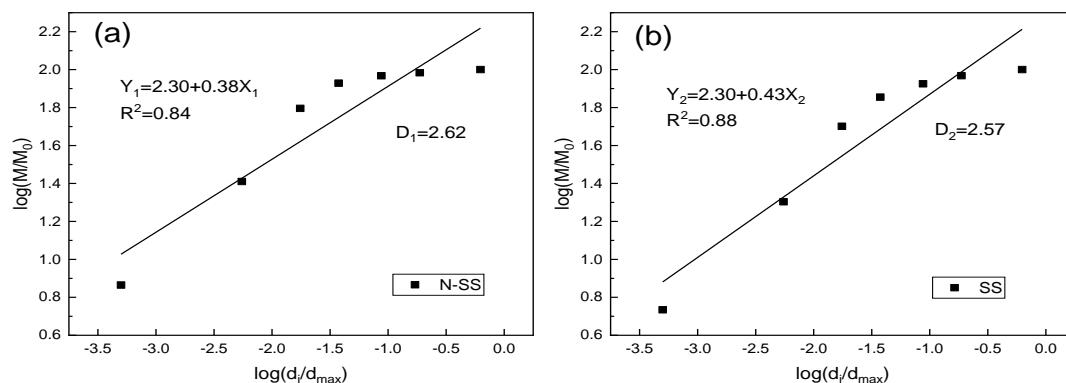 (a)
Y₁=2.30+0.38X₁
R²=0.84
D₁=2.62
N-SS
log(M/M₀)
2.2
2.0
1.8
1.6
1.4
1.2
1.0
0.8
0.6
-3.5 -3.0 -2.5 -2.0 -1.5 -1.0 -0.5 0.0
log(dᵢ/dmax)
(b)
Y₂=2.30+0.43X₂
R²=0.88
D₂=2.57
SS
log(M/M₀)
2.2
2.0
1.8
1.6
1.4
1.2
1.0
0.8
0.6
-3.5 -3.0 -2.5 -2.0 -1.5 -1.0 -0.5 0.0
log(dᵢ/dmax)